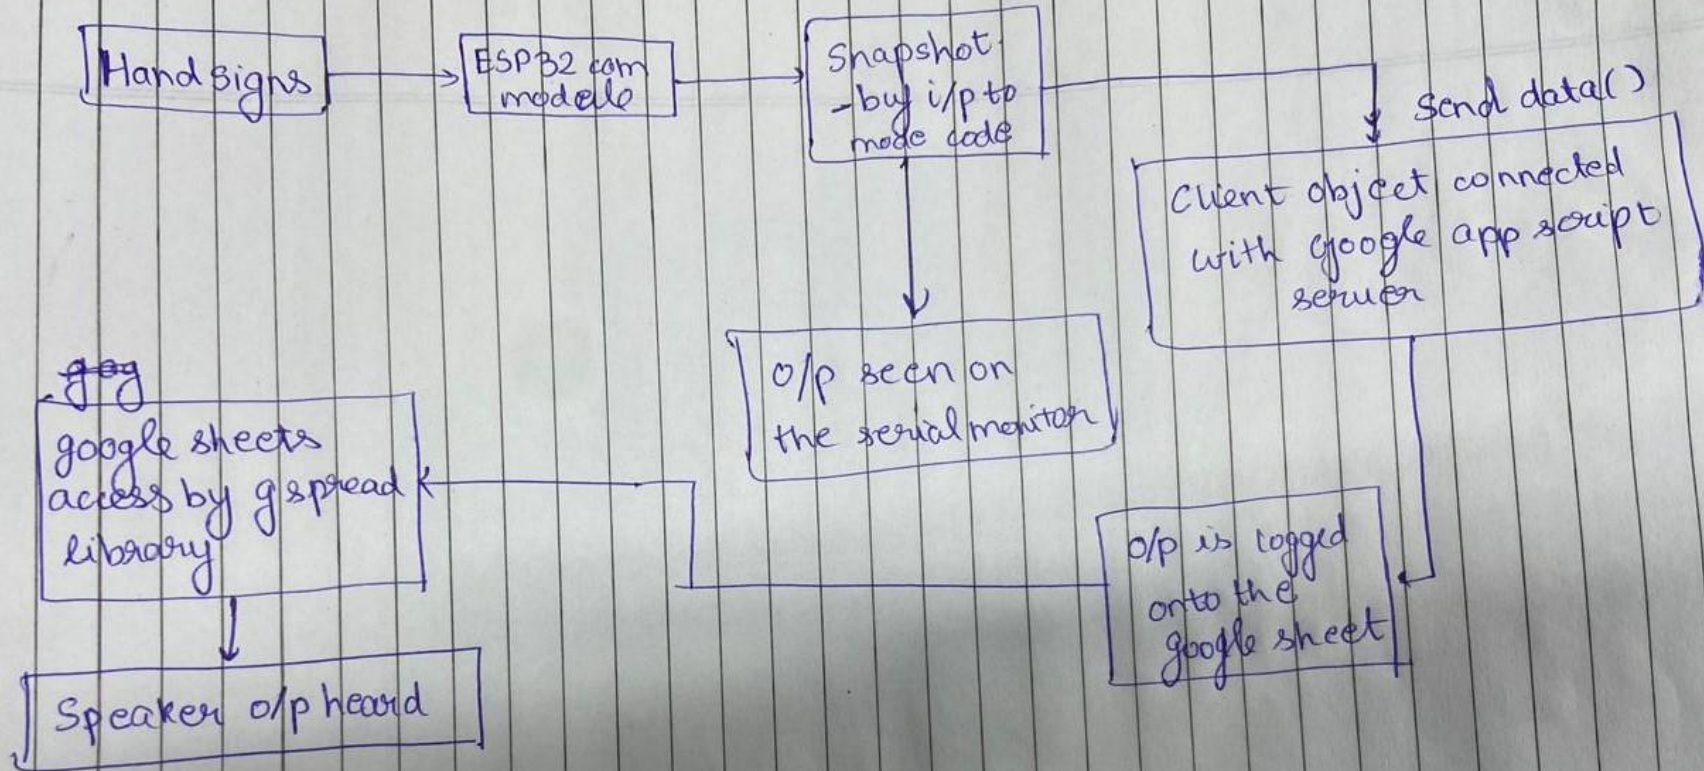 Hand signs
ESP32 cam
module
Snapshot
- buf i/p to
mode code
Send data()
Client object connected
with google app script
server
O/p seen on
the serial monitor
google sheets
access by gspread
library
o/p is logged
onto the
google sheet
Speaker o/p heard